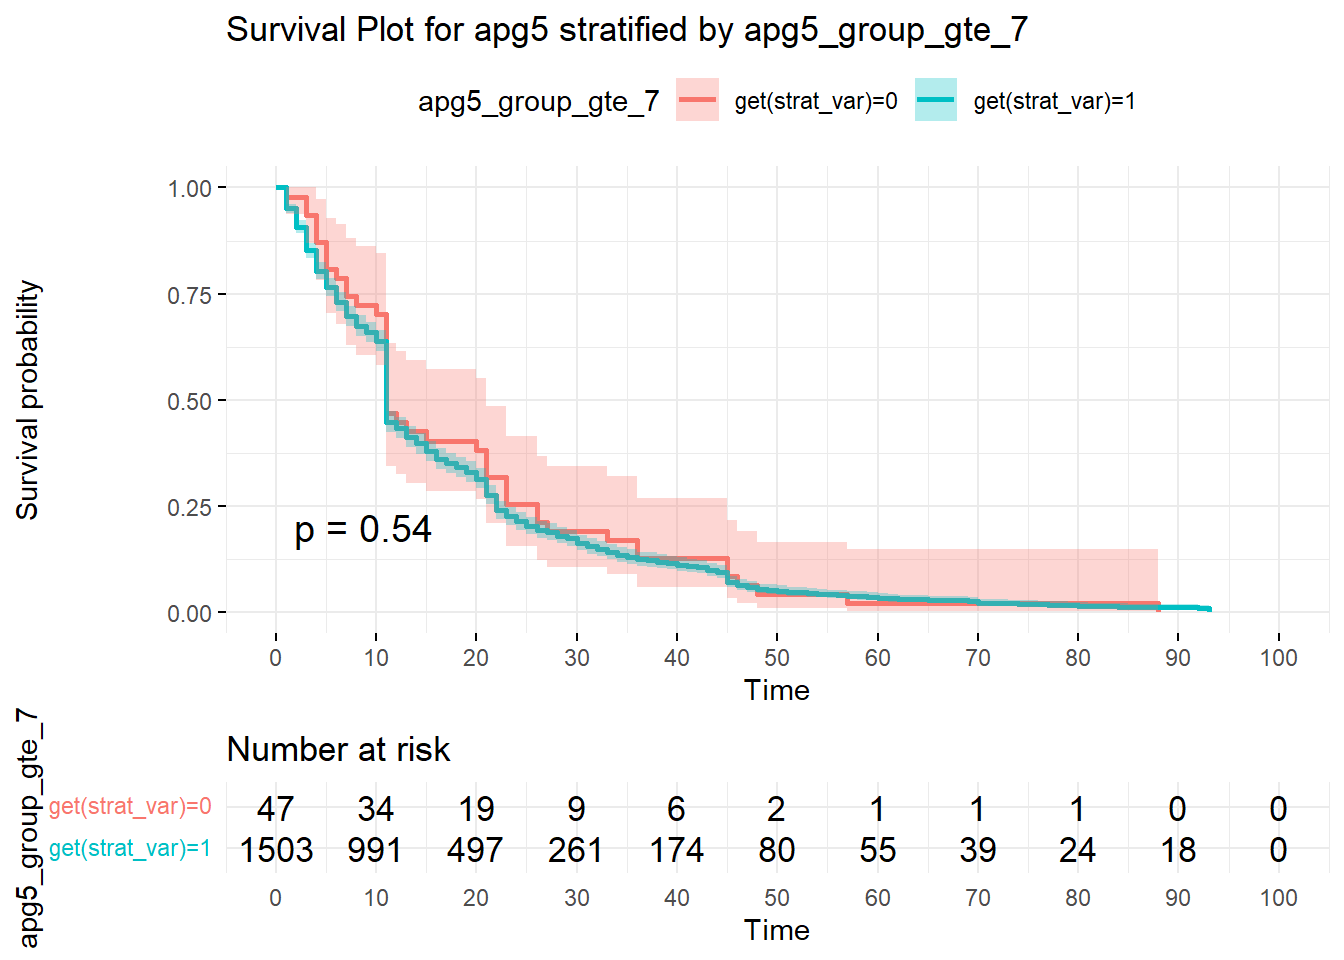 Survival Plot for apg5 stratified by apg5_group_gte_7
apg5_group_gte_7 get(strat_var)=0 get(strat_var)=1
Survival probability
1.00
0.75
0.50
0.25
0.00
p = 0.54
0 10 20 30 40 50 60 70 80 90 100
Time
Number at risk
apg5_group_gte_7
get(strat_var)=0 47 34 19 9 6 2 1 1 1 0 0
get(strat_var)=1 1503 991 497 261 174 80 55 39 24 18 0
0 10 20 30 40 50 60 70 80 90 100
Time